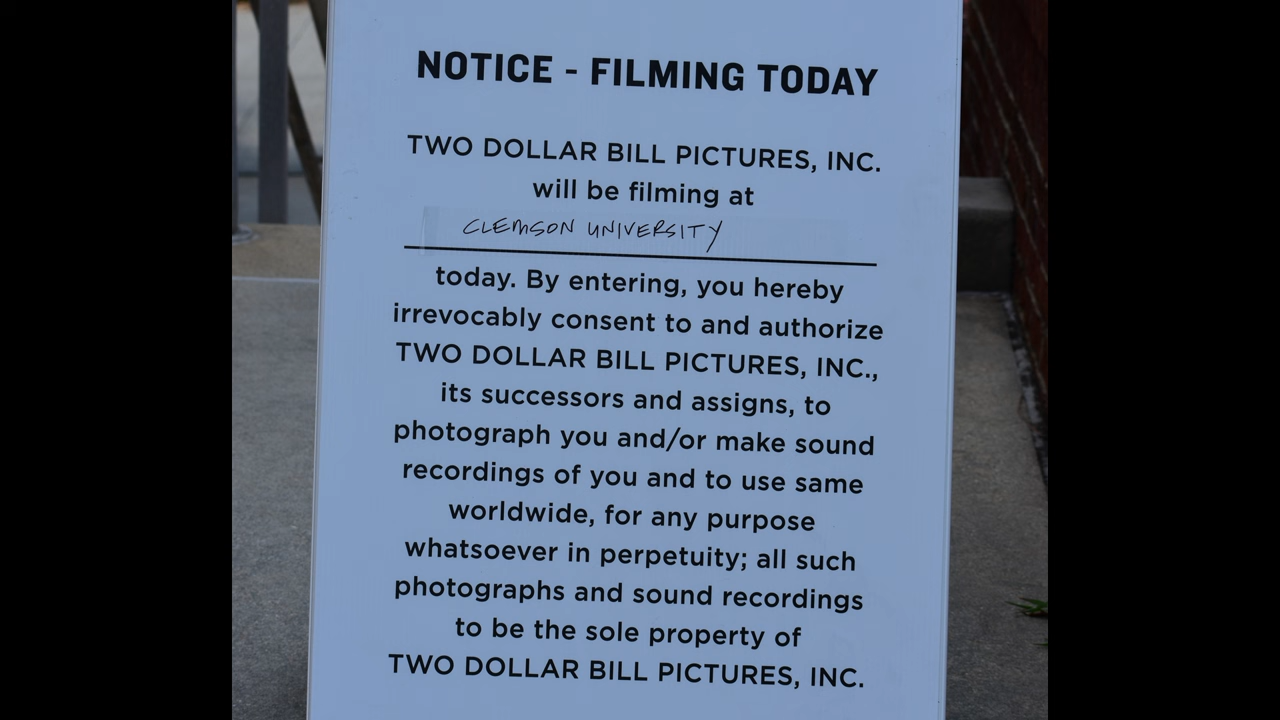 NOTICE - FILMING TODAY
TWO DOLLAR BILL PICTURES, INC.
will be filming at
CLEMSON UNIVERSITY
today. By entering, you hereby
irrevocably consent to and authorize
TWO DOLLAR BILL PICTURES, INC.,
its successors and assigns, to
photograph you and/or make sound
recordings of you and to use same
worldwide, for any purpose
whatsoever in perpetuity; all such
photographs and sound recordings
to be the sole property of
TWO DOLLAR BILL PICTURES, INC.